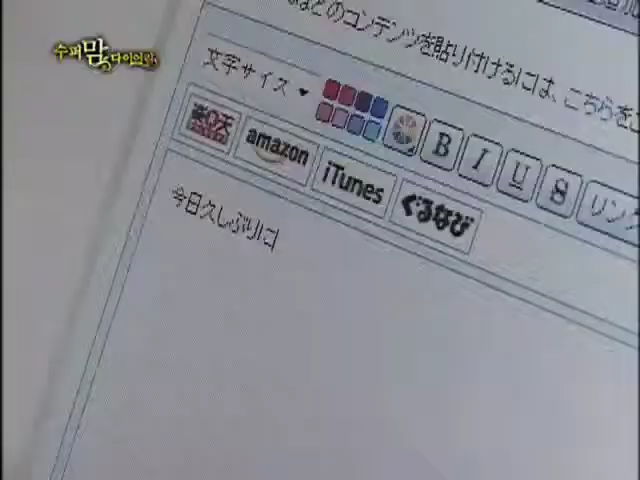 수퍼맘 다이어리
のコンテンツを貼り付けるには、こちらを
文字サイズ
楽天
amazon
iTunes
ぐるなび
B
I
U
S
リンク
今日久しぶりに